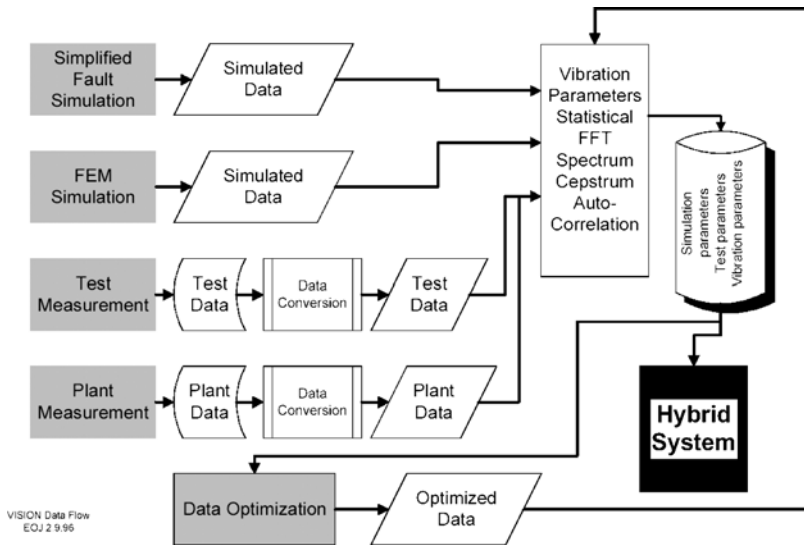 Simplified
Fault
Simulation
Simulated
Data
Vibration
Parameters
Statistical
FFT
Spectrum
Cepstrum
Auto-
Correlation
FEM
Simulation
Simulated
Data
Simulation
parameters
Test parameters
Vibration parameters
Test
Measurement
Test
Data
Data
Conversion
Test
Data
Plant
Measurement
Plant
Data
Data
Conversion
Plant
Data
Hybrid
System
Data Optimization
Optimized
Data
VISION Data Flow
EOJ 2 9.96